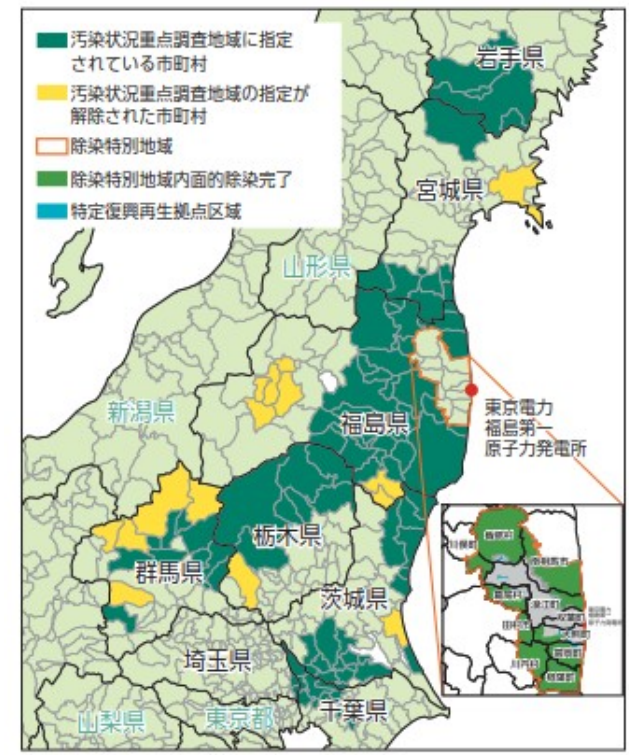 汚染状況重点調査地域に指定
されている市町村
汚染状況重点調査地域の指定が
解除された市町村
除染特別地域
除染特別地域内面的除染完了
特定復興再生拠点区域
岩手県
宮城県
山形県
新潟県
福島県
東京電力
福島第一
原子力発電所
栃木県
群馬県
茨城県
埼玉県
山梨県
東京都
千葉県
飯舘村
川俣町
南相馬市
葛尾村
浪江町
双葉町
田村市
大熊町
富岡町
川内村
楢葉町